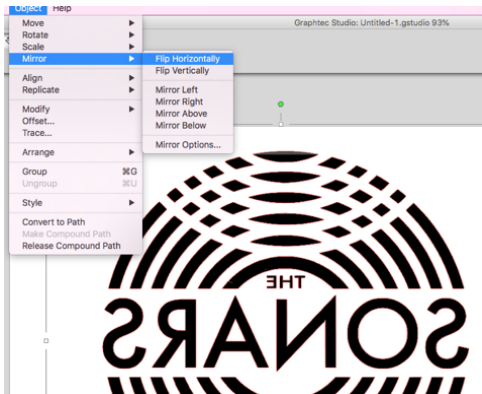 Object Help
Graphtec Studio: Untitled-1.gstudio 93%
Move
Rotate
Scale
Mirror
Align
Replicate
Modify
Offset...
Trace...
Arrange
Group ⌘G
Ungroup ⌘U
Style
Convert to Path
Make Compound Path
Release Compound Path
Flip Horizontally
Flip Vertically
Mirror Left
Mirror Right
Mirror Above
Mirror Below
Mirror Options...
THE
SONARS